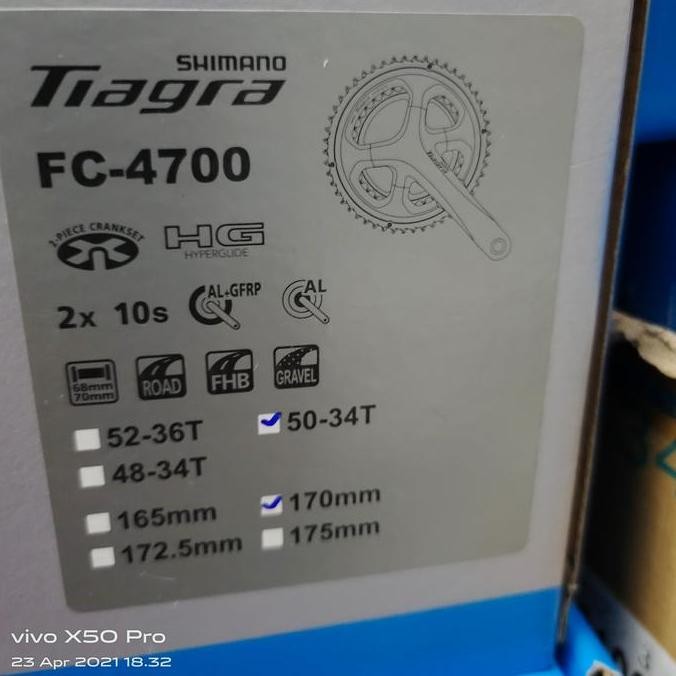 SHIMANO
Tiagra
FC-4700
2-PIECE CRANKSET
HG
HYPERGLIDE
2x 10s AL+GFRP AL
68mm
70mm
ROAD FHB GRAVEL
52-36T 50-34T
48-34T
165mm 170mm
172.5mm 175mm
vivo X50 Pro
23 Apr 2021 18.32